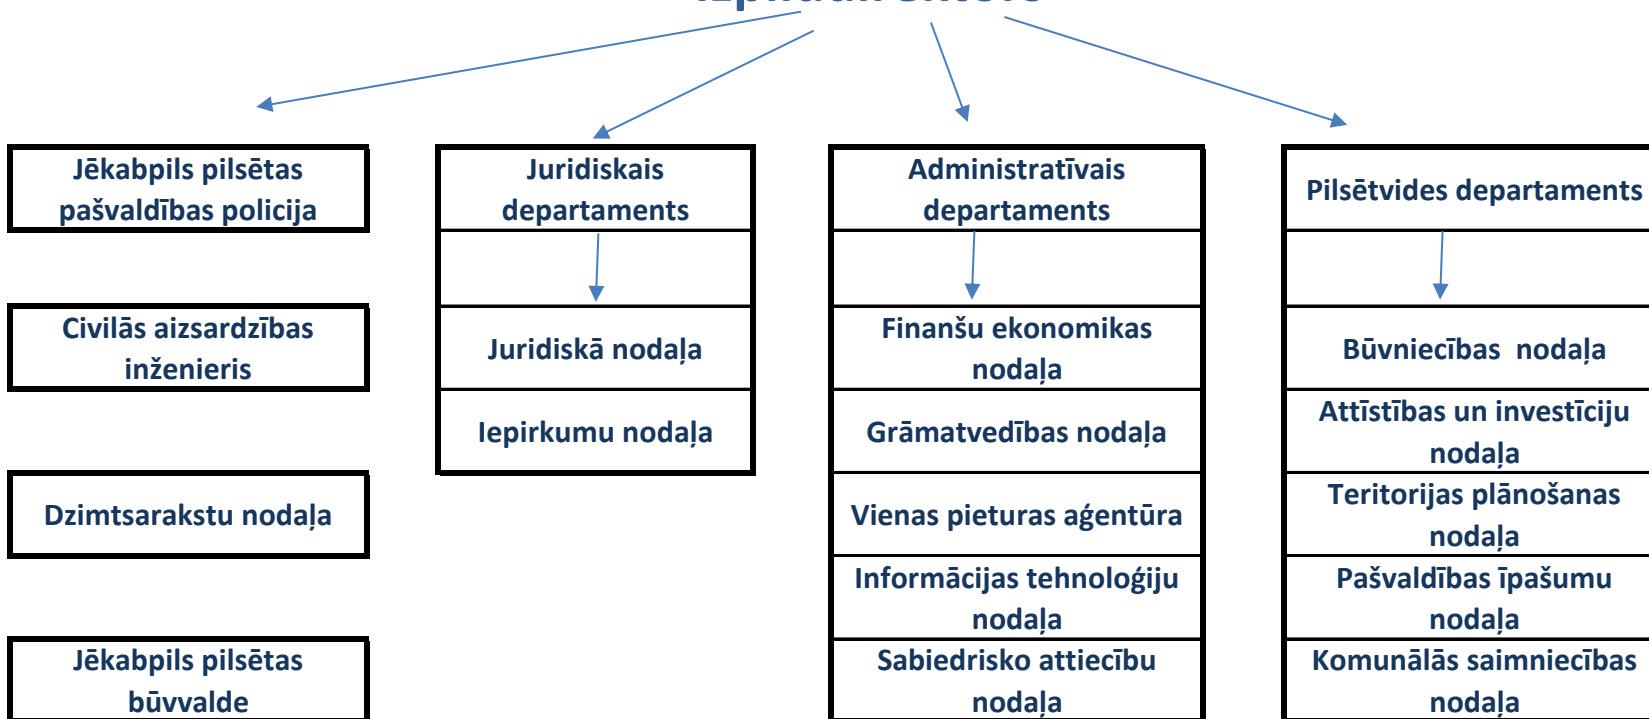 Izpilddirektors
Jēkabpils pilsētas
pašvaldības policija
Civilās aizsardzības
inženieris
Dzimtsarakstu nodaļa
Jēkabpils pilsētas
būvvalde
Juridiskais
departaments
Juridiskā nodaļa
Iepirkumu nodaļa
Administratīvais
departaments
Finanšu ekonomikas
nodaļa
Grāmatvedības nodaļa
Vienas pieturas aģentūra
Informācijas tehnoloģiju
nodaļa
Sabiedrisko attiecību
nodaļa
Pilsētvides departaments
Būvniecības  nodaļa
Attīstības un investīciju
nodaļa
Teritorijas plānošanas
nodaļa
Pašvaldības īpašumu
nodaļa
Komunālās saimniecības
nodaļa